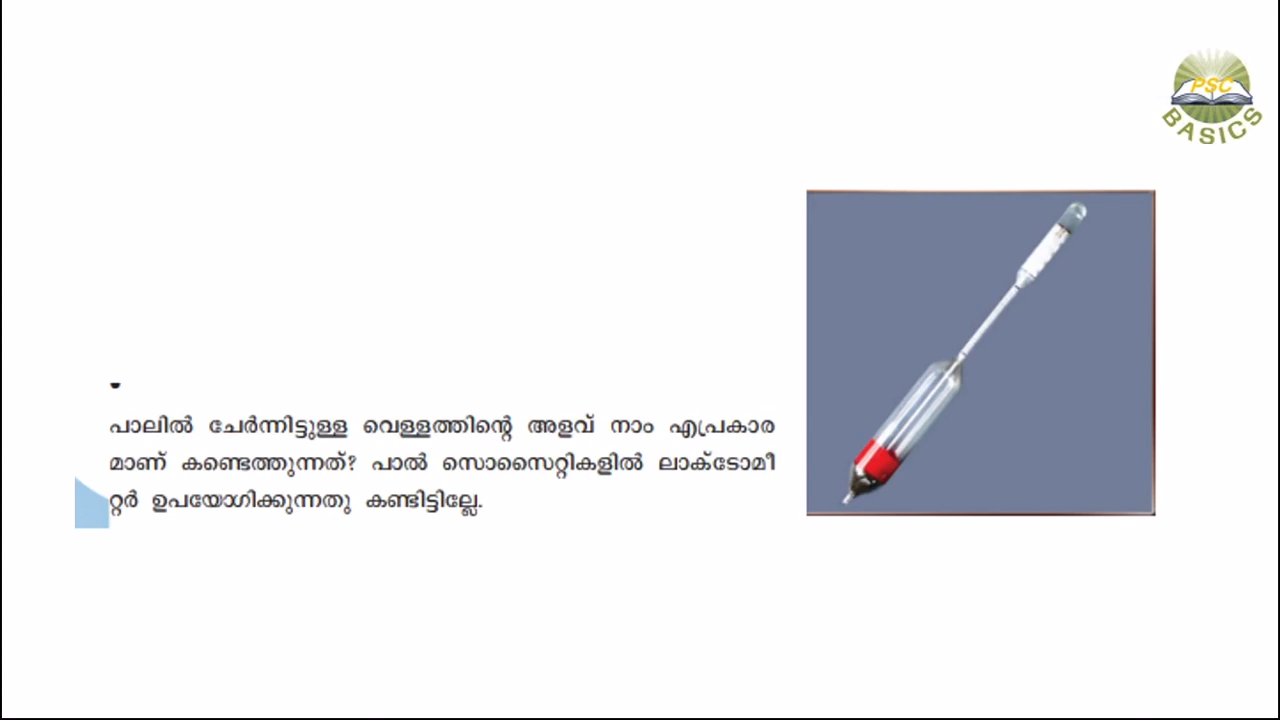 PSC
BASICS
പാലിൽ ചേർന്നിട്ടുള്ള വെള്ളത്തിന്റെ അളവ് നാം എപ്രകാര
മാണ് കണ്ടെത്തുന്നത്? പാൽ സൊസൈറ്റികളിൽ ലാക്ടോമീ
റ്റർ ഉപയോഗിക്കുന്നതു കണ്ടിട്ടില്ലേ.